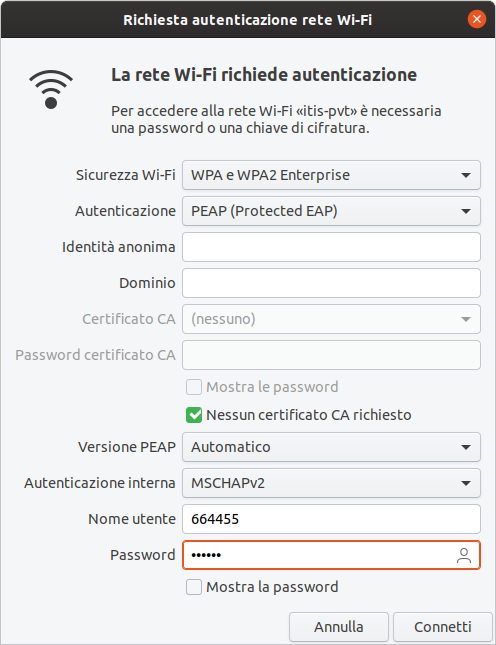 Richiesta autenticazione rete Wi-Fi
La rete Wi-Fi richiede autenticazione
Per accedere alla rete Wi-Fi «itis-pvt» è necessaria
una password o una chiave di cifratura.
Sicurezza Wi-Fi WPA e WPA2 Enterprise
Autenticazione PEAP (Protected EAP)
Identità anonima
Dominio
Certificato CA (nessuno)
Password certificato CA
Mostra le password
Nessun certificato CA richiesto
Versione PEAP Automatico
Autenticazione interna MSCHAPv2
Nome utente 664455
Password ••••••
Mostra la password
Annulla Connetti